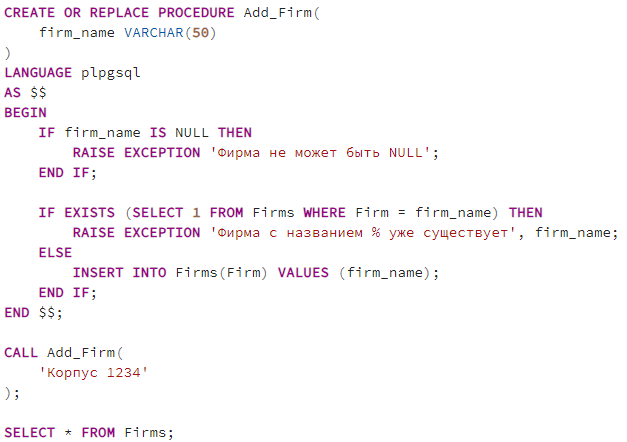 CREATE OR REPLACE PROCEDURE Add_Firm(
    firm_name VARCHAR(50)
)
LANGUAGE plpgsql
AS $$
BEGIN
    IF firm_name IS NULL THEN
        RAISE EXCEPTION 'Фирма не может быть NULL';
    END IF;

    IF EXISTS (SELECT 1 FROM Firms WHERE Firm = firm_name) THEN
        RAISE EXCEPTION 'Фирма с названием % уже существует', firm_name;
    ELSE
        INSERT INTO Firms(Firm) VALUES (firm_name);
    END IF;
END $$;

CALL Add_Firm(
    'Корпус 1234'
);

SELECT * FROM Firms;